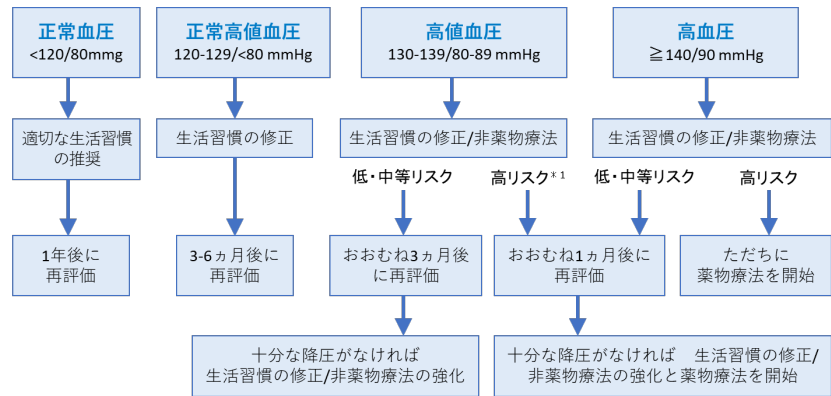 正常血圧
<120/80mmg
正常高値血圧
120-129/<80 mmHg
高値血圧
130-139/80-89 mmHg
高血圧
≧140/90 mmHg
適切な生活習慣
の推奨
生活習慣の修正
生活習慣の修正/非薬物療法
生活習慣の修正/非薬物療法
低・中等リスク
高リスク*1
低・中等リスク
高リスク
1年後に
再評価
3-6ヵ月後に
再評価
おおむね3ヵ月後
に再評価
おおむね1ヵ月後に
再評価
ただちに
薬物療法を開始
十分な降圧がなければ
生活習慣の修正/非薬物療法の強化
十分な降圧がなければ　生活習慣の修正/
非薬物療法の強化と薬物療法を開始